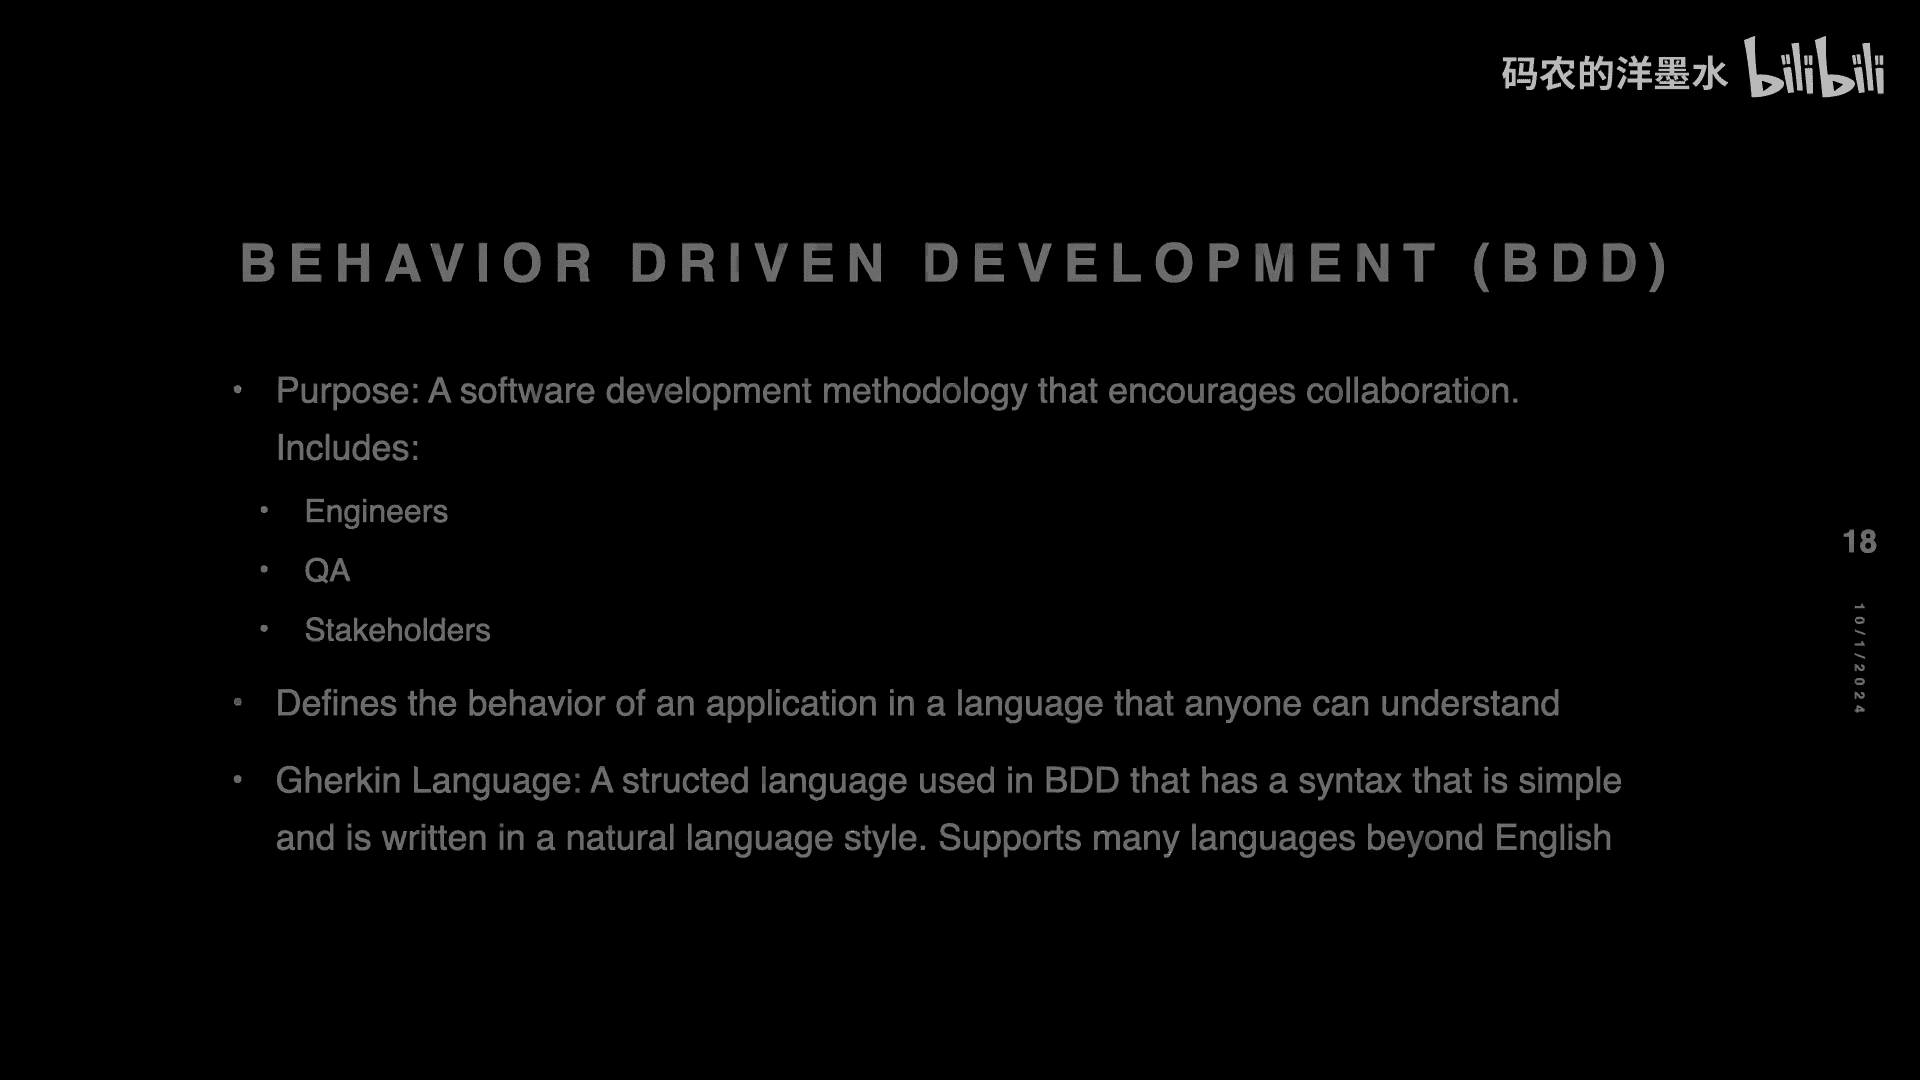 码农的洋墨水 bilibili
BEHAVIOR DRIVEN DEVELOPMENT (BDD)
• Purpose: A software development methodology that encourages collaboration.
Includes:
• Engineers
• QA
• Stakeholders
• Defines the behavior of an application in a language that anyone can understand
• Gherkin Language: A structed language used in BDD that has a syntax that is simple
and is written in a natural language style. Supports many languages beyond English
18
10/1/2024